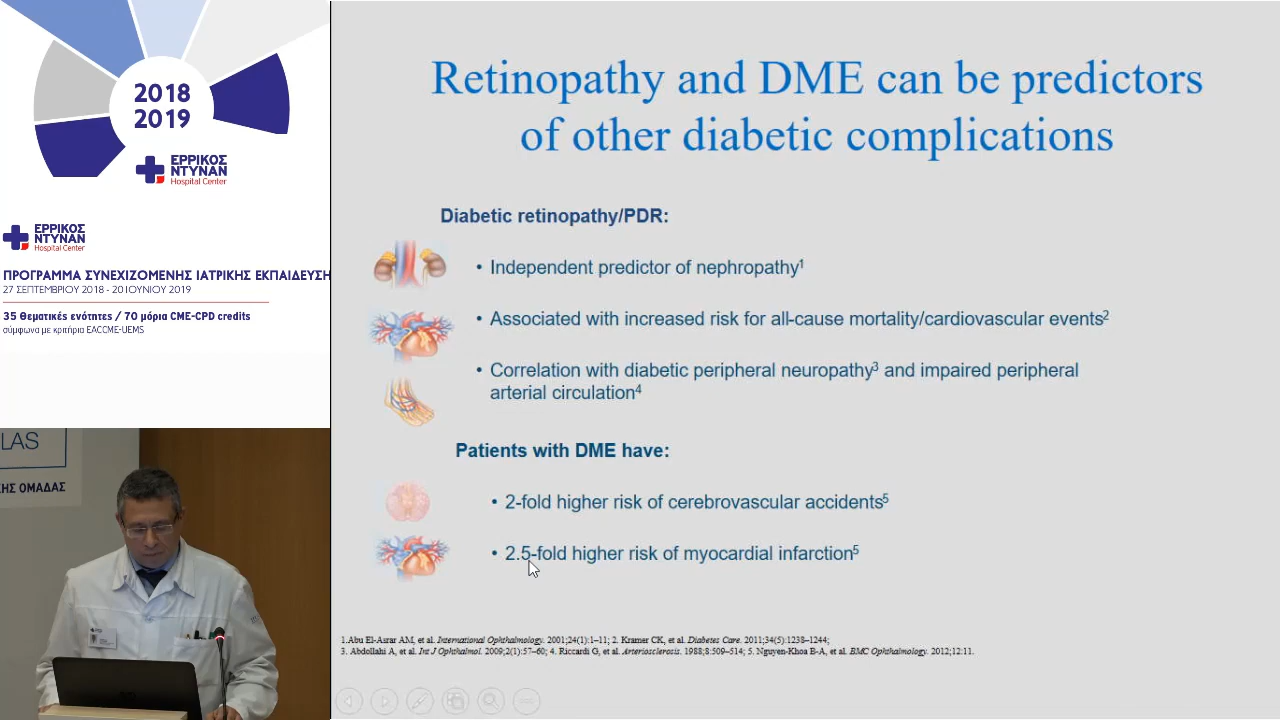 2018
2019
ΕΡΡΙΚΟΣ
ΝΤΥΝΑΝ
Hospital Center
ΕΡΡΙΚΟΣ
ΝΤΥΝΑΝ
Hospital Center
ΠΡΟΓΡΑΜΜΑ ΣΥΝΕΧΙΖΟΜΕΝΗΣ ΙΑΤΡΙΚΗΣ ΕΚΠΑΙΔΕΥΣΗ
27 ΣΕΠΤΕΜΒΡΙΟΥ 2018 - 20 ΙΟΥΝΙΟΥ 2019
35 Θεματικές ενότητες / 70 μόρια CME-CPD credits
σύμφωνα με κριτήρια EACCME-UEMS
LAS
ΗΣ ΟΜΑΔΑΣ
Retinopathy and DME can be predictors
of other diabetic complications
Diabetic retinopathy/PDR:
• Independent predictor of nephropathy¹
• Associated with increased risk for all-cause mortality/cardiovascular events²
• Correlation with diabetic peripheral neuropathy³ and impaired peripheral
arterial circulation⁴
Patients with DME have:
• 2-fold higher risk of cerebrovascular accidents⁵
• 2.5-fold higher risk of myocardial infarction⁵
1.Abu El-Asrar AM, et al. International Ophthalmology. 2001;24(1):1–11; 2. Kramer CK, et al. Diabetes Care. 2011;34(5):1238–1244;
3. Abdollahi A, et al. Int J Ophthalmol. 2009;2(1):57–60; 4. Riccardi G, et al. Arteriosclerosis. 1988;8:509–514; 5. Nguyen-Khoa B-A, et al. BMC Ophthalmology. 2012;12:11.